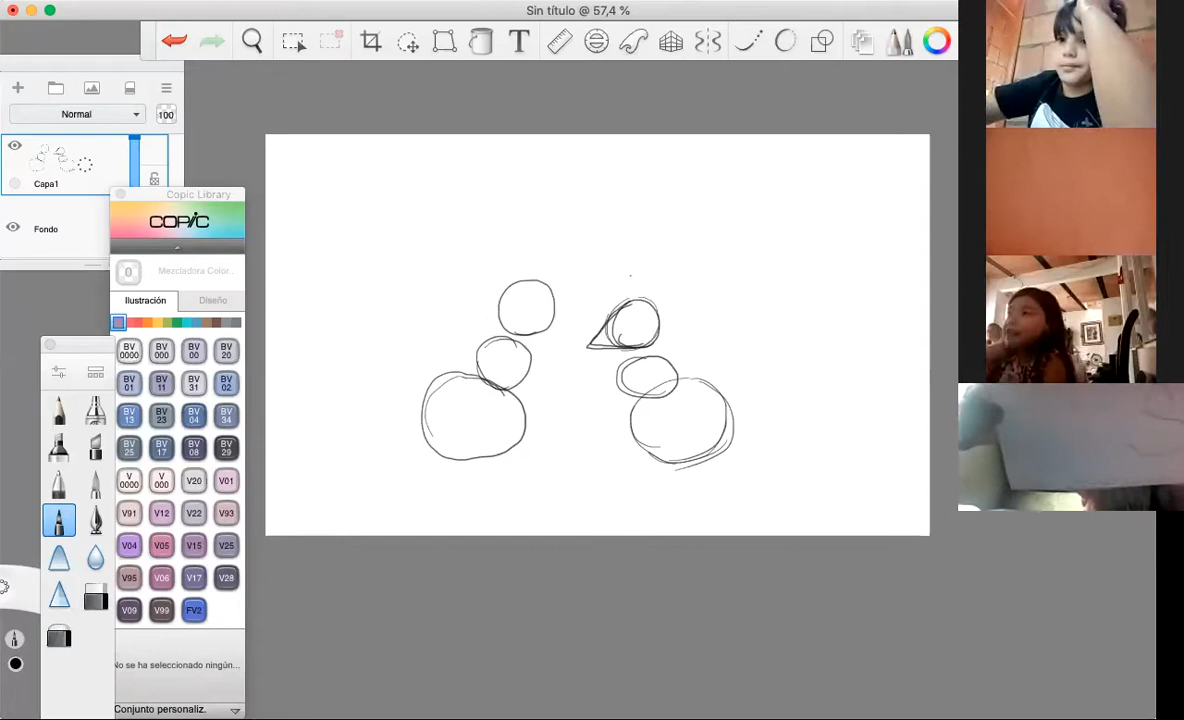 Sin título @ 57,4 %
T
Normal
100
Capa1
Fondo
Copic Library
COPIC
0 Mezcladora Color..
Ilustración Diseño
BV 0000 BV 000 BV 00 BV 20
BV 01 BV 11 BV 31 BV 02
BV 13 BV 23 BV 04 BV 34
BV 25 BV 17 BV 08 BV 29
V 0000 V 000 V20 V01
V91 V12 V22 V93
V04 V05 V15 V25
V95 V06 V17 V28
V09 V99 FV2
No se ha seleccionado ningún...
Conjunto personaliz.